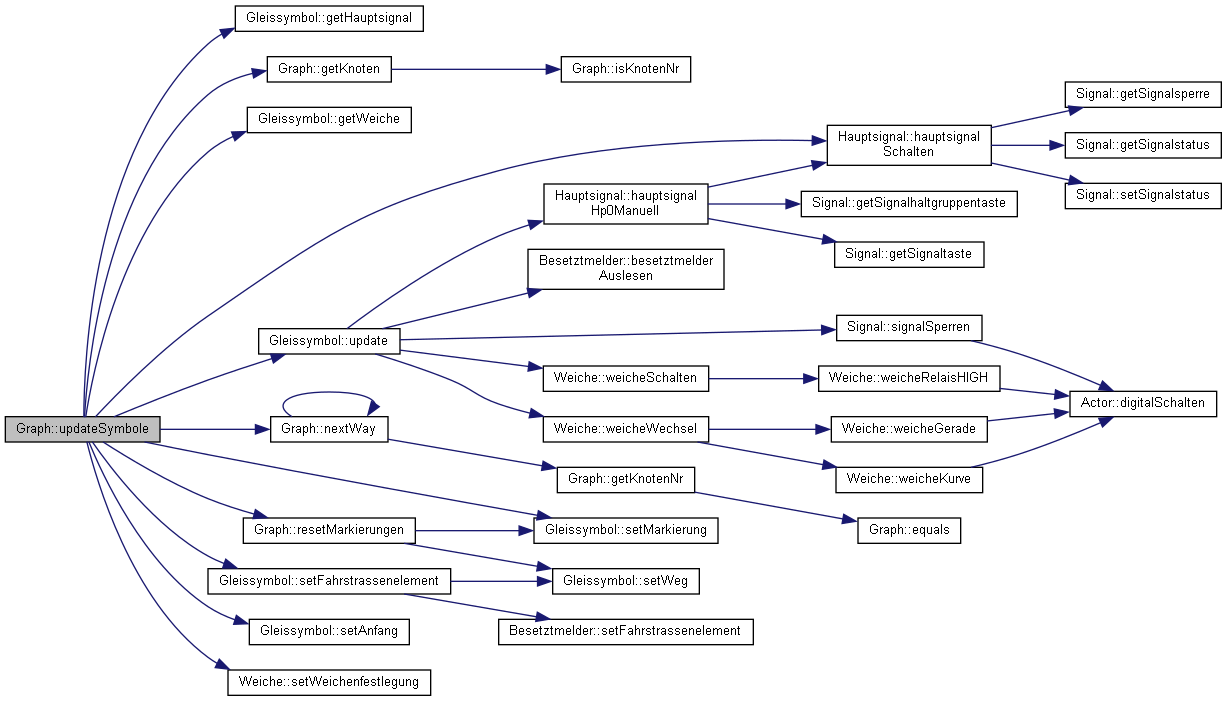 Gleissymbol::getHauptsignal
Graph::getKnoten
Graph::isKnotenNr
Gleissymbol::getWeiche
Signal::getSignalsperre
Hauptsignal::hauptsignal
Schalten
Signal::getSignalstatus
Signal::setSignalstatus
Hauptsignal::hauptsignal
Hp0Manuell
Signal::getSignalhaltgruppentaste
Signal::getSignaltaste
Besetztmelder::besetztmelder
Auslesen
Gleissymbol::update
Signal::signalSperren
Weiche::weicheSchalten
Weiche::weicheRelaisHIGH
Actor::digitalSchalten
Graph::updateSymbole
Graph::nextWay
Weiche::weicheWechsel
Weiche::weicheGerade
Graph::getKnotenNr
Weiche::weicheKurve
Graph::resetMarkierungen
Gleissymbol::setMarkierung
Graph::equals
Gleissymbol::setFahrstrassenelement
Gleissymbol::setWeg
Gleissymbol::setAnfang
Besetztmelder::setFahrstrassenelement
Weiche::setWeichenfestlegung